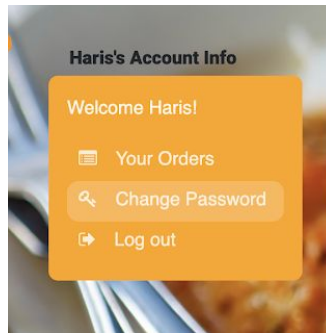 Haris's Account Info
Welcome Haris!
Your Orders
Change Password
Log out